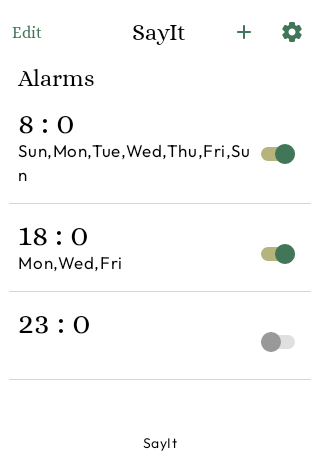 Edit
SayIt
Alarms
8 : 0
Sun,Mon,Tue,Wed,Thu,Fri,Su
n
18 : 0
Mon,Wed,Fri
23 : 0
SayIt